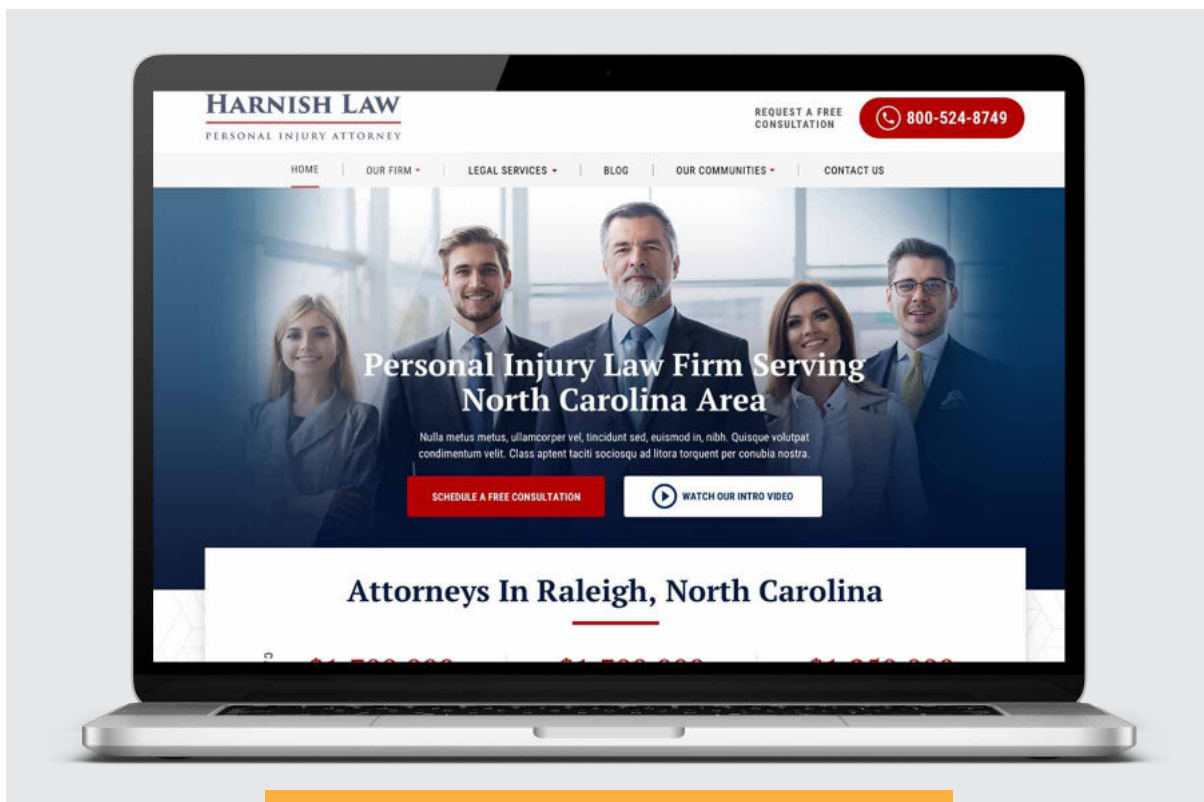 HARNISH LAW
PERSONAL INJURY ATTORNEY
REQUEST A FREE
CONSULTATION
800-524-8749
HOME
OUR FIRM
LEGAL SERVICES
BLOG
OUR COMMUNITIES
CONTACT US
Personal Injury Law Firm Serving
North Carolina Area
Nulla metus metus, ullamcorper vel, tincidunt sed, euismod in, nibh. Quisque volutpat
condimentum velit. Class aptent taciti sociosqu ad litora torquent per conubia nostra.
SCHEDULE A FREE CONSULTATION
WATCH OUR INTRO VIDEO
Attorneys In Raleigh, North Carolina